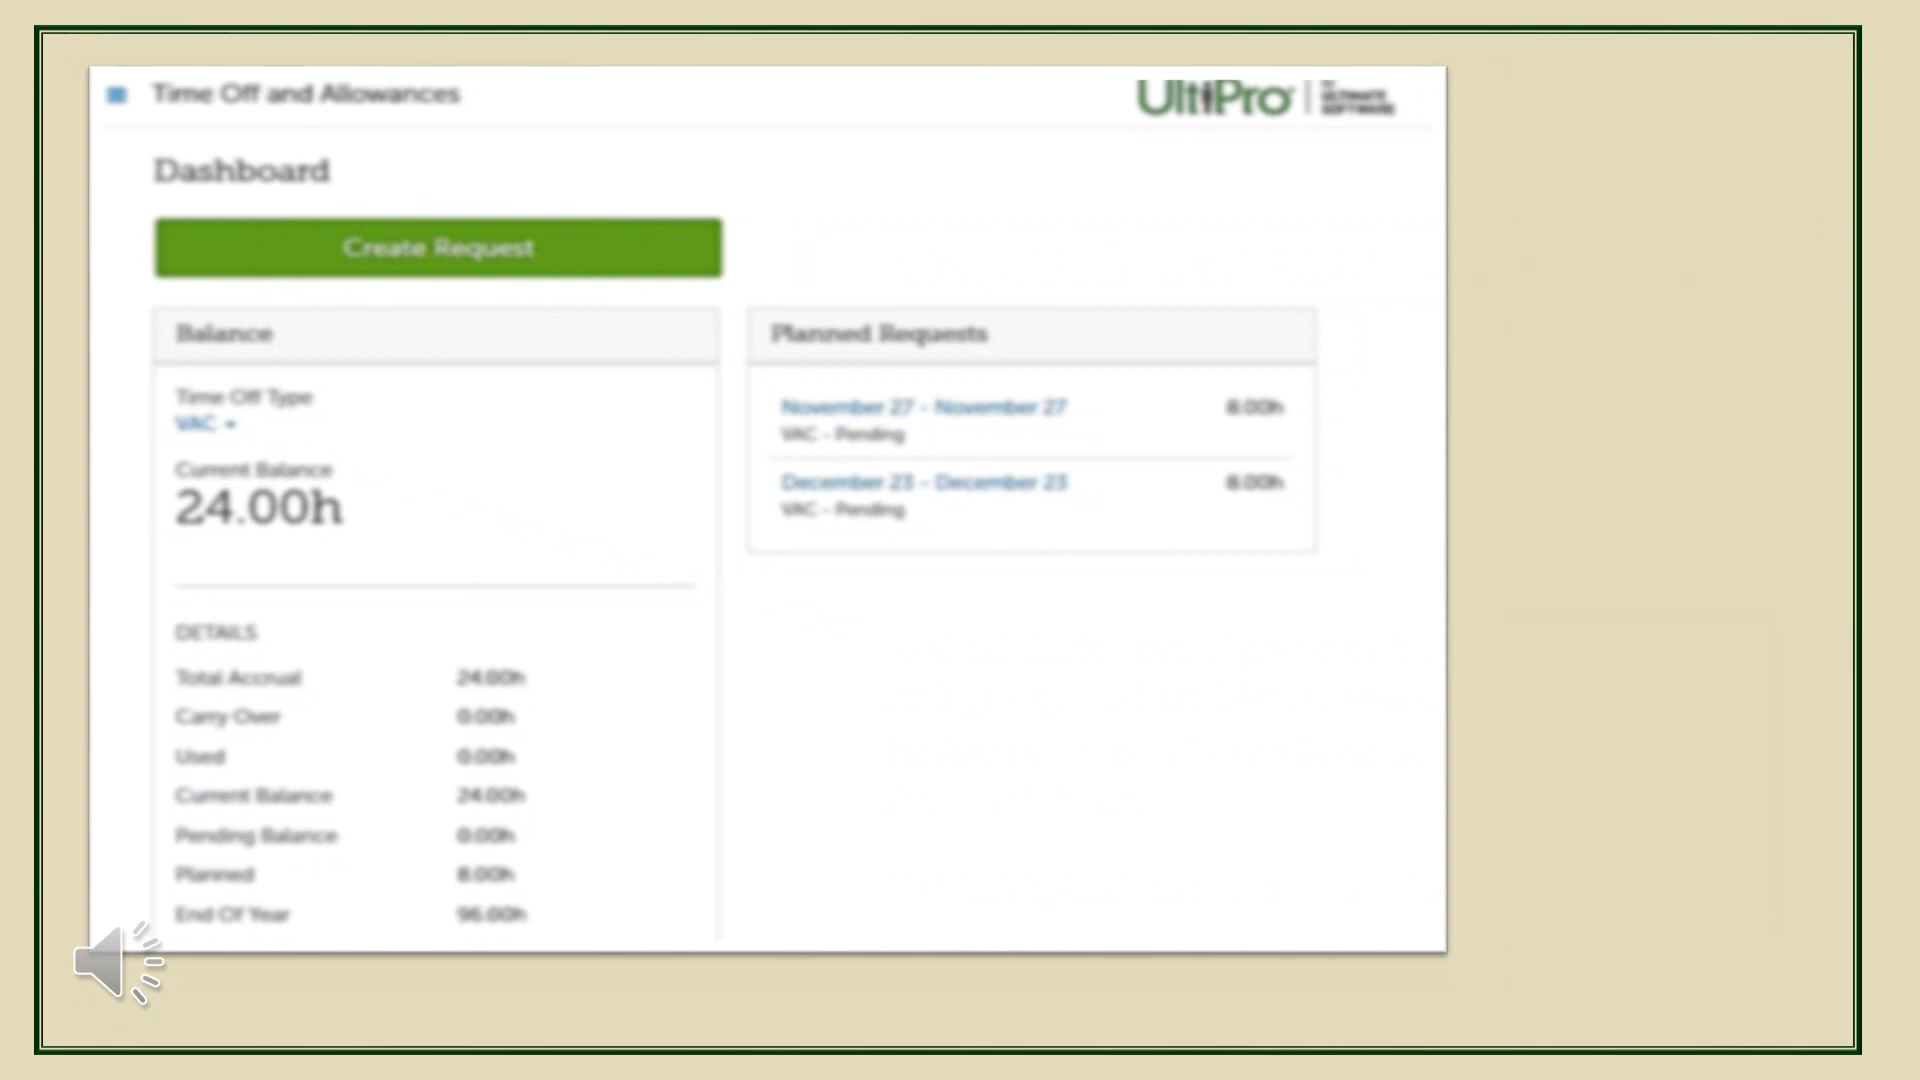 Time Off and Allowances
UltiPro
ULTIMATE
SOFTWARE
Dashboard
Create Request
Balance
Time Off Type
VAC
Current Balance
24.00h
DETAILS
Total Accrual 24.00h
Carry Over 0.00h
Used 0.00h
Current Balance 24.00h
Pending Balance 0.00h
Planned 8.00h
End Of Year 96.00h
Planned Requests
November 27 - November 27 8.00h
VAC - Pending
December 23 - December 23 8.00h
VAC - Pending